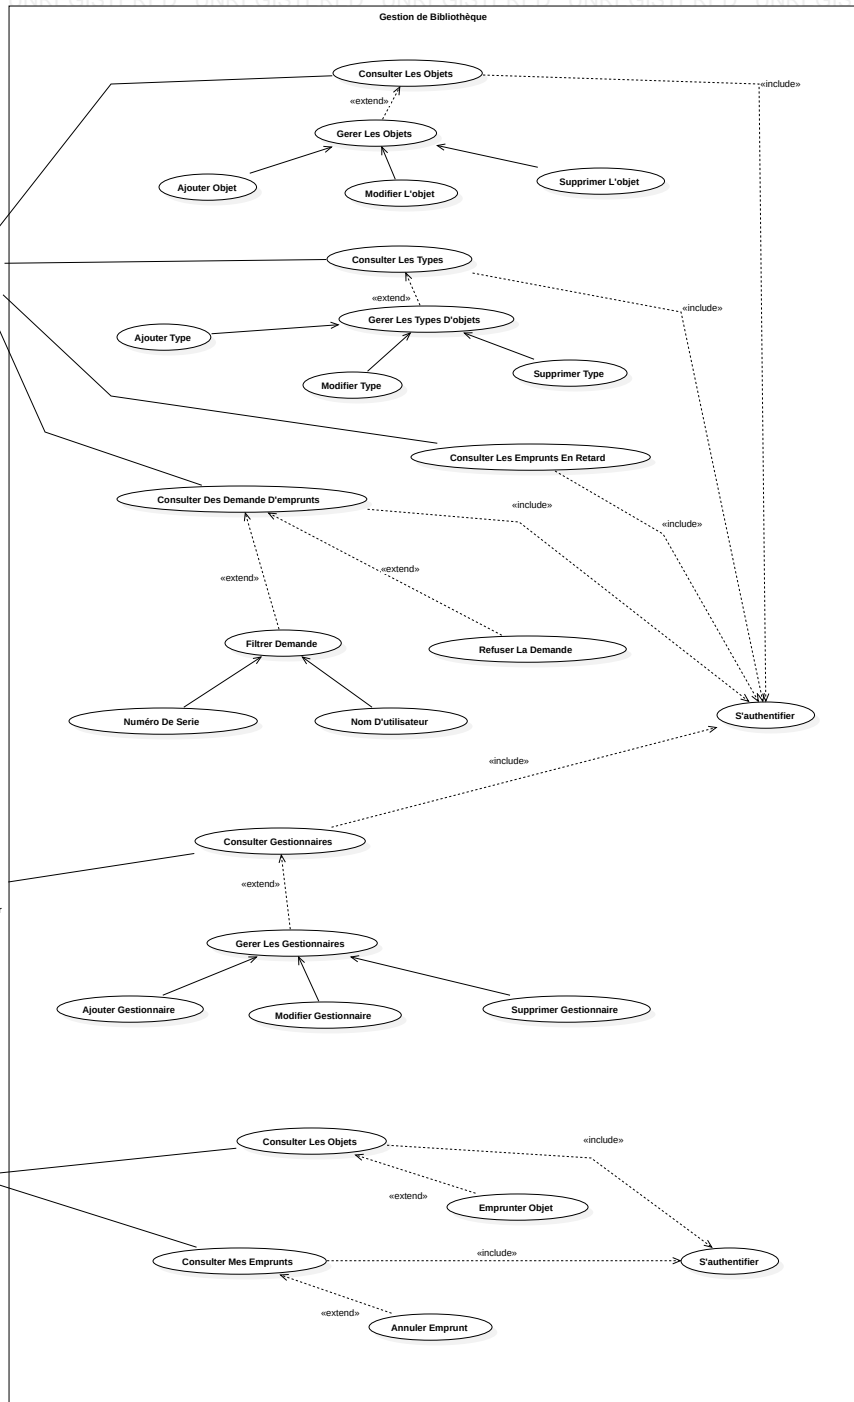 Gestion de Bibliothèque
Consulter Les Objets
«include»
«extend»
Gerer Les Objets
Ajouter Objet
Modifier L'objet
Supprimer L'objet
Consulter Les Types
«extend»
«include»
Gerer Les Types D'objets
Ajouter Type
Modifier Type
Supprimer Type
Consulter Les Emprunts En Retard
Consulter Des Demande D'emprunts
«include»
«include»
«extend»
«extend»
Filtrer Demande
Refuser La Demande
Numéro De Serie
Nom D'utilisateur
S'authentifier
«include»
Consulter Gestionnaires
«extend»
Gerer Les Gestionnaires
Ajouter Gestionnaire
Modifier Gestionnaire
Supprimer Gestionnaire
Consulter Les Objets
«include»
«extend»
Emprunter Objet
Consulter Mes Emprunts
«include»
S'authentifier
«extend»
Annuler Emprunt